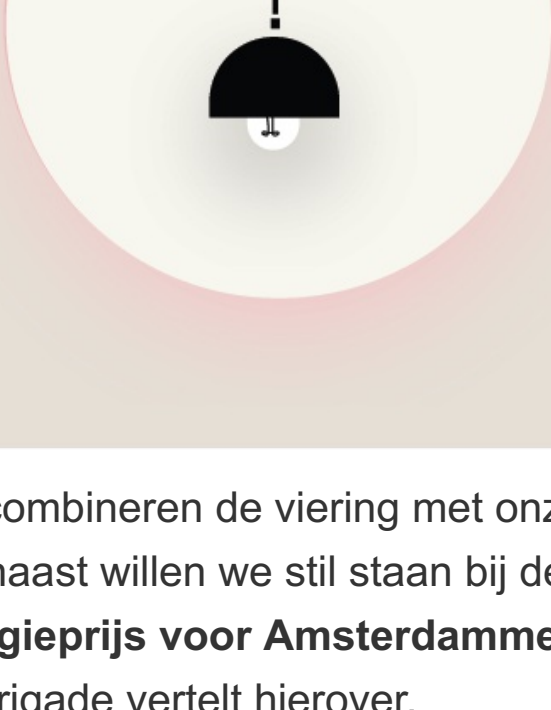 combineren de viering met onz
naast willen we stil staan bij de
gieprijs voor Amsterdamme
rigade vertelt hierover.